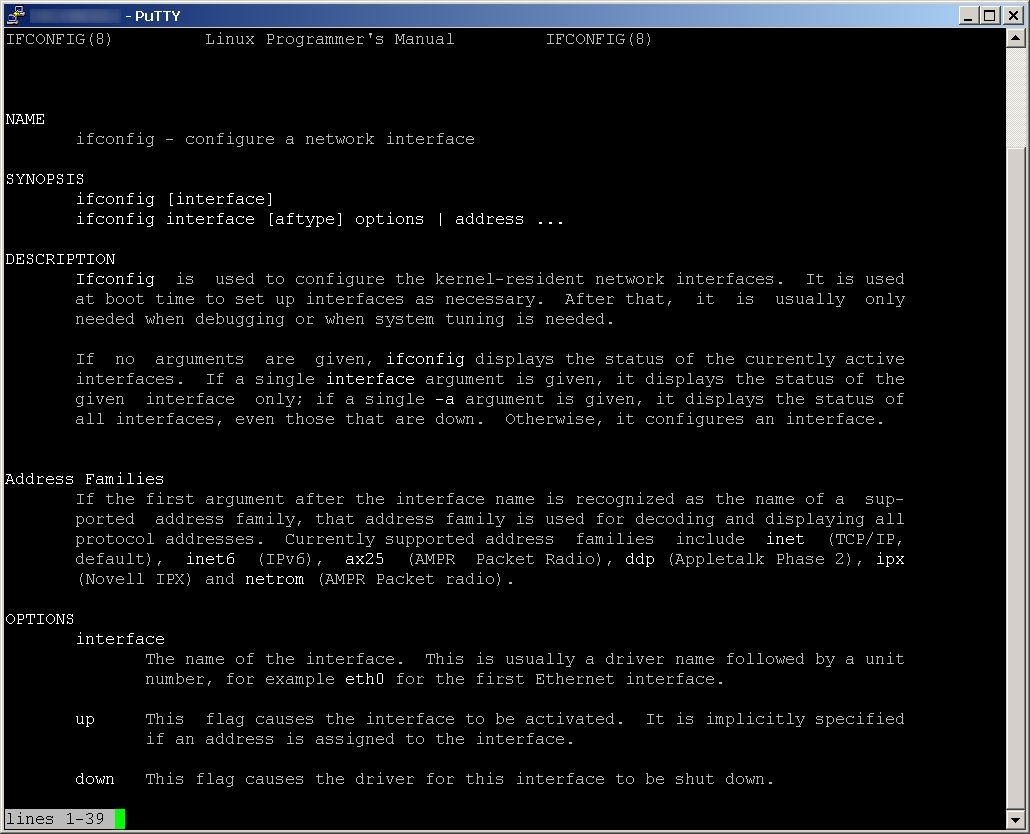 - PuTTY
IFCONFIG(8) Linux Programmer's Manual IFCONFIG(8)
NAME
ifconfig - configure a network interface
SYNOPSIS
ifconfig [interface]
ifconfig interface [aftype] options | address ...
DESCRIPTION
Ifconfig is used to configure the kernel-resident network interfaces. It is used
at boot time to set up interfaces as necessary. After that, it is usually only
needed when debugging or when system tuning is needed.
If no arguments are given, ifconfig displays the status of the currently active
interfaces. If a single interface argument is given, it displays the status of the
given interface only; if a single -a argument is given, it displays the status of
all interfaces, even those that are down. Otherwise, it configures an interface.
Address Families
If the first argument after the interface name is recognized as the name of a sup-
ported address family, that address family is used for decoding and displaying all
protocol addresses. Currently supported address families include inet (TCP/IP,
default), inet6 (IPv6), ax25 (AMPR Packet Radio), ddp (Appletalk Phase 2), ipx
(Novell IPX) and netrom (AMPR Packet radio).
OPTIONS
interface
The name of the interface. This is usually a driver name followed by a unit
number, for example eth0 for the first Ethernet interface.
up This flag causes the interface to be activated. It is implicitly specified
if an address is assigned to the interface.
down This flag causes the driver for this interface to be shut down.
lines 1-39